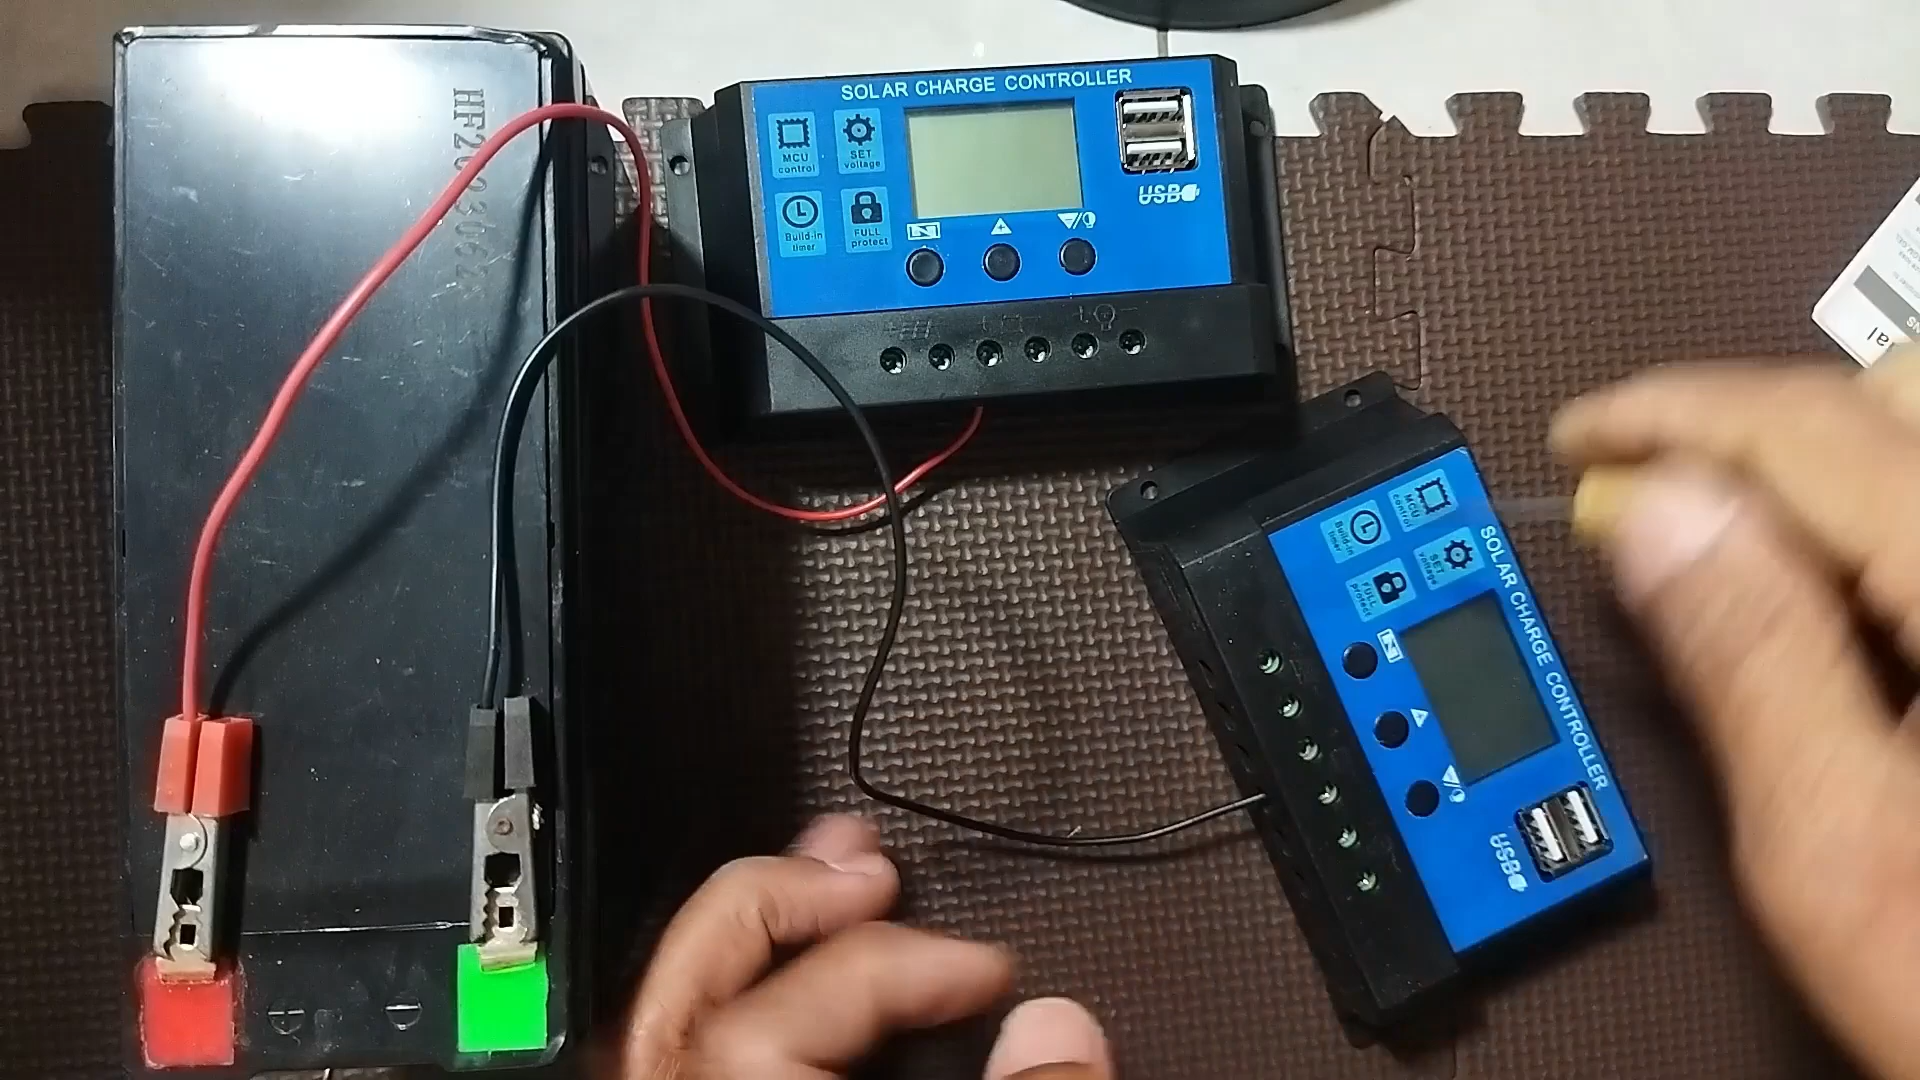 HF2023062
SOLAR CHARGE CONTROLLER
MCU
control
SET
voltage
Build-in
timer
FULL
protect
USB
SOLAR CHARGE CONTROLLER
MCU
control
Build-in
timer
SET
voltage
FULL
protect
USB